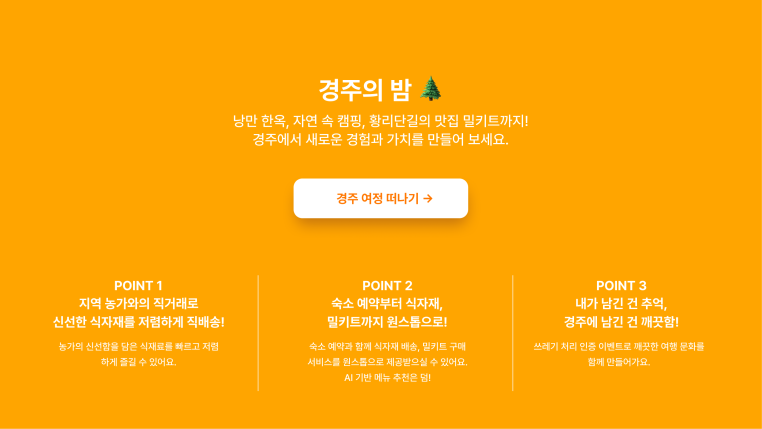 경주의 밤 🌲
낭만 한옥, 자연 속 캠핑, 황리단길의 맛집 밀키트까지!
경주에서 새로운 경험과 가치를 만들어 보세요.
경주 여정 떠나기 →
POINT 1
지역 농가와의 직거래로
신선한 식자재를 저렴하게 직배송!
농가의 신선함을 담은 식재료를 빠르고 저렴
하게 즐길 수 있어요.
POINT 2
숙소 예약부터 식자재,
밀키트까지 원스톱으로!
숙소 예약과 함께 식자재 배송, 밀키트 구매
서비스를 원스톱으로 제공받으실 수 있어요.
AI 기반 메뉴 추천은 덤!
POINT 3
내가 남긴 건 추억,
경주에 남긴 건 깨끗함!
쓰레기 처리 인증 이벤트로 깨끗한 여행 문화를
함께 만들어가요.